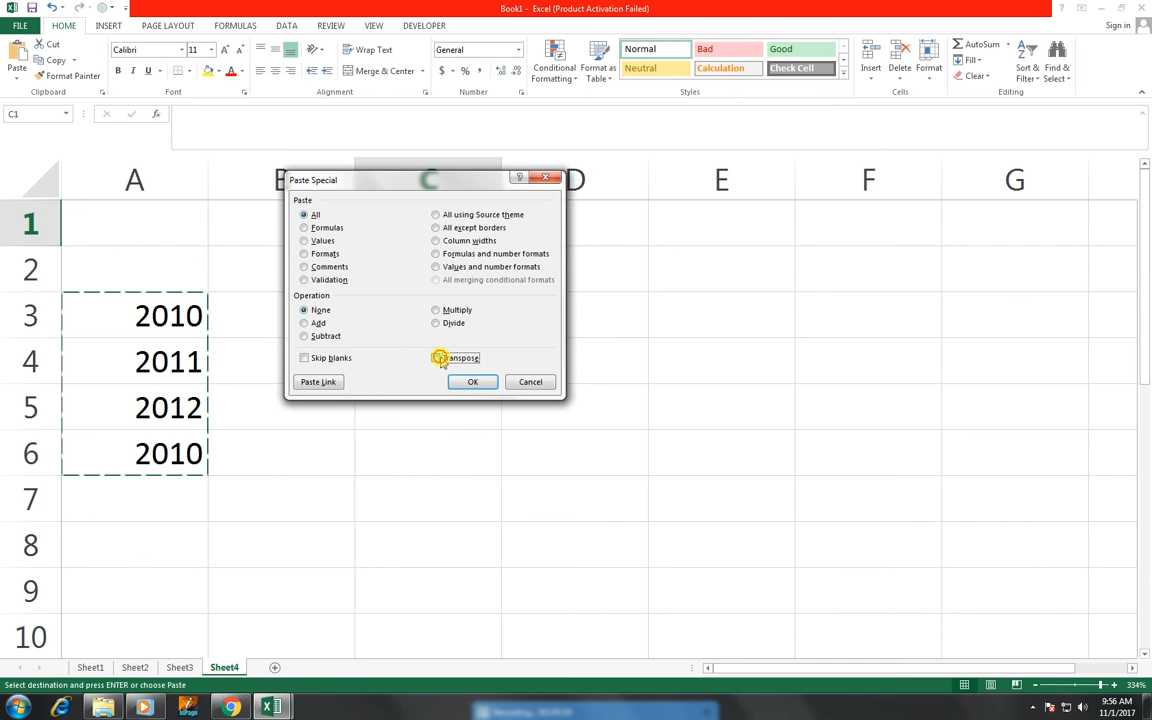 Book1 - Excel (Product Activation Failed)
FILE HOME INSERT PAGE LAYOUT FORMULAS DATA REVIEW VIEW DEVELOPER Sign in
Paste Cut Copy Format Painter
Calibri 11
B I U A
Wrap Text
Merge & Center
General
$ % ,
Conditional Formatting Format as Table
Normal Bad Good
Neutral Calculation Check Cell
Insert Delete Format
AutoSum Fill Clear
Sort & Filter Find & Select
Clipboard Font Alignment Number Styles Cells Editing
C1 fx
A B C D E F G
1
2
3 2010
4 2011
5 2012
6 2010
7
8
9
10
Paste Special
Paste
All All using Source theme
Formulas All except borders
Values Column widths
Formats Formulas and number formats
Comments Values and number formats
Validation All merging conditional formats
Operation
None Multiply
Add Divide
Subtract
Skip blanks Transpose
Paste Link OK Cancel
Sheet1 Sheet2 Sheet3 Sheet4
Select destination and press ENTER or choose Paste 334%
9:56 AM
11/1/2017